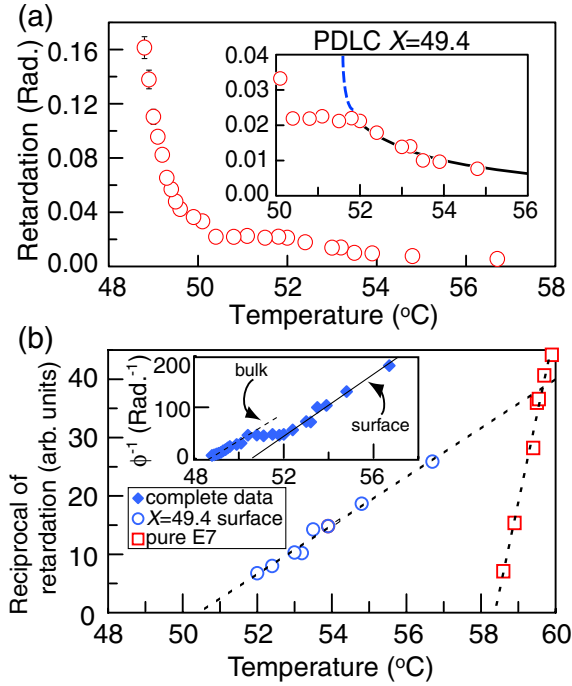 (a)
Retardation (Rad.)
0.16
0.12
0.08
0.04
0.00
PDLC X=49.4
0.04
0.03
0.02
0.01
0.00
50 52 54 56
48 50 52 54 56 58
Temperature (oC)
(b)
Reciprocal of
retardation (arb. units)
40
30
20
10
0
ϕ-1 (Rad.-1)
200
100
0
bulk
surface
48 52 56
complete data
X=49.4 surface
pure E7
48 50 52 54 56 58 60
Temperature (oC)